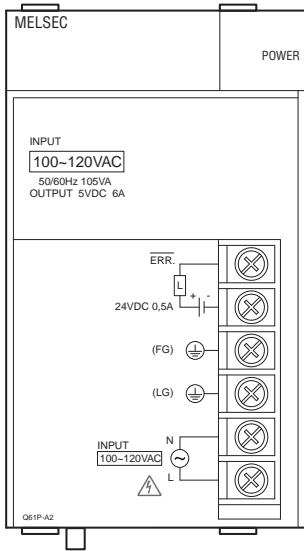 MELSEC
POWER
INPUT
100~120VAC
50/60Hz 105VA
OUTPUT 5VDC 6A
ERR.
L
+ -
24VDC 0,5A
(FG)
(LG)
INPUT
100~120VAC
N
L
Q61P-A2